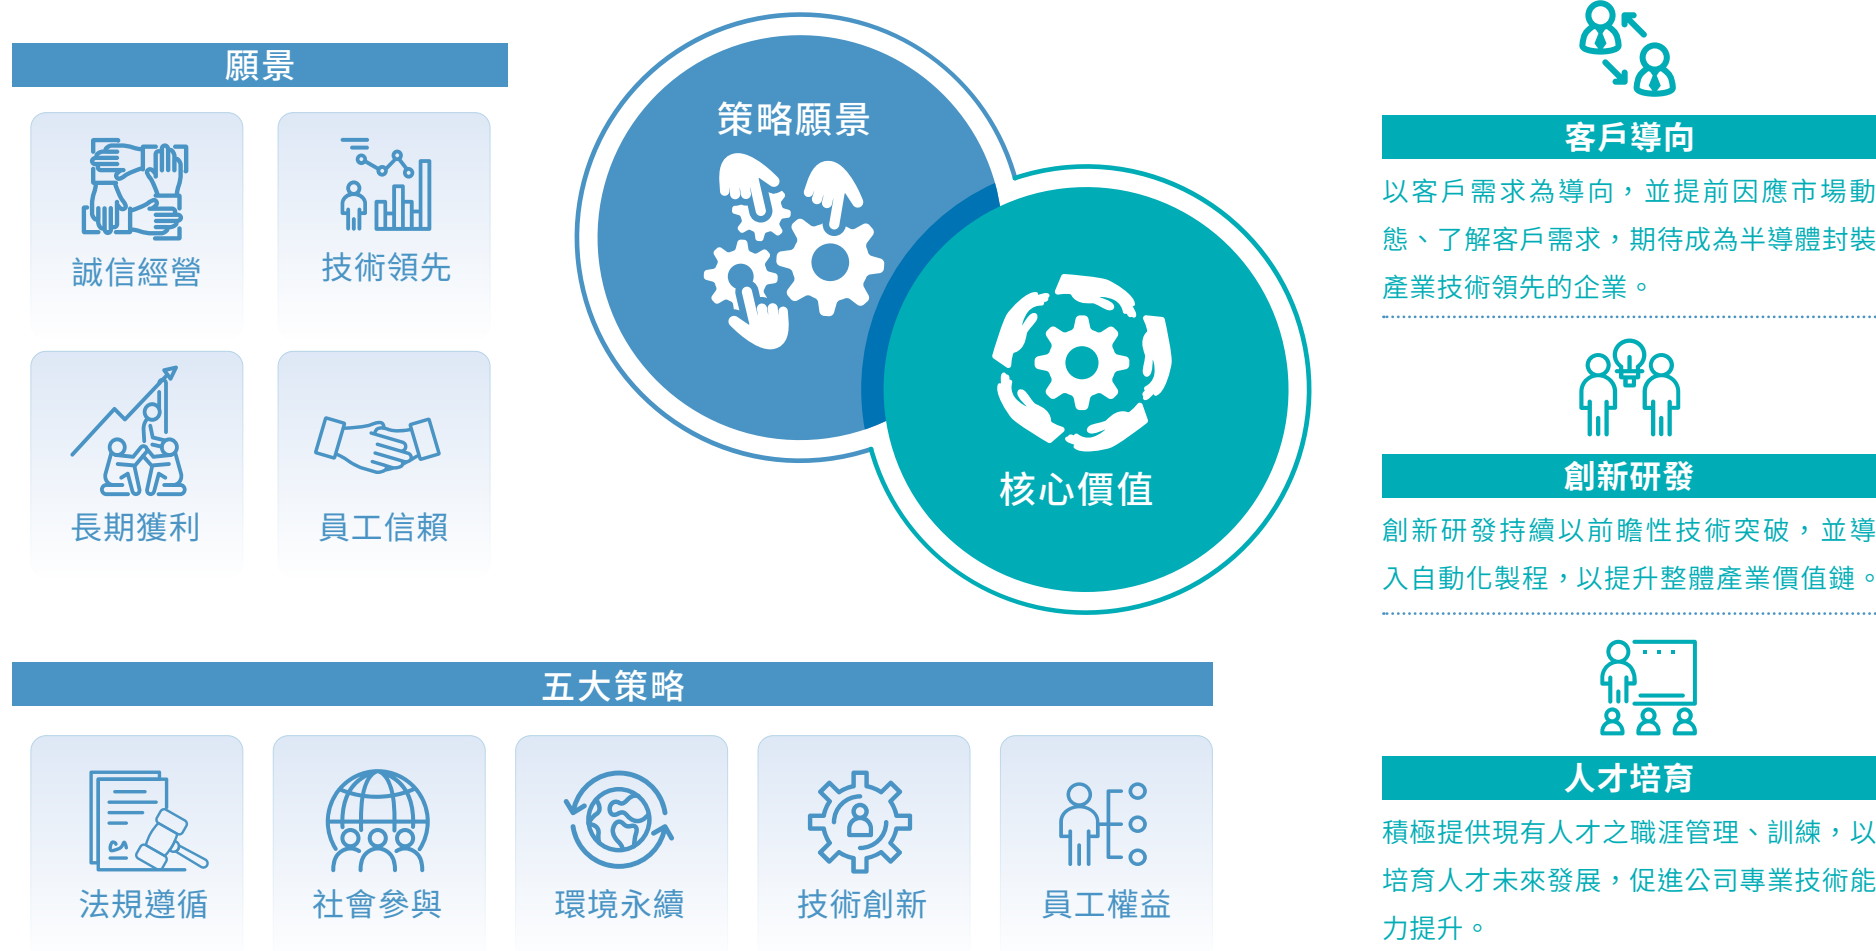 願景
誠信經營
技術領先
長期獲利
員工信賴
策略願景
核心價值
五大策略
法規遵循
社會參與
環境永續
技術創新
員工權益
客戶導向
以客戶需求為導向，並提前因應市場動
態、了解客戶需求，期待成為半導體封裝
產業技術領先的企業。
創新研發
創新研發持續以前瞻性技術突破，並導
入自動化製程，以提升整體產業價值鏈。
人才培育
積極提供現有人才之職涯管理、訓練，以
培育人才未來發展，促進公司專業技術能
力提升。